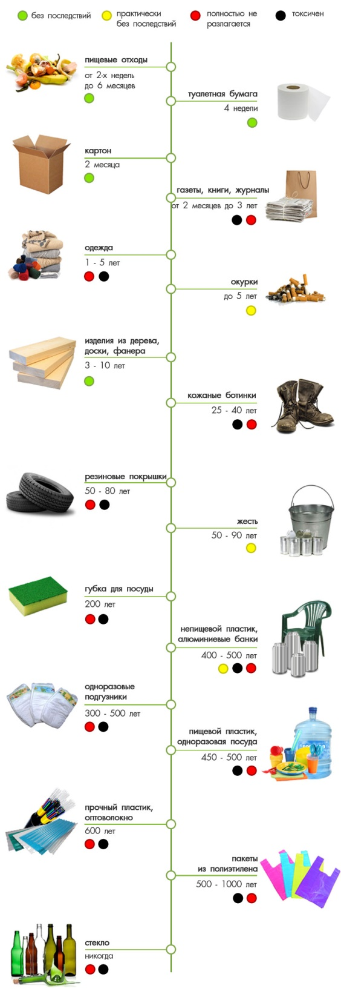 без последствий
практически
без последствий
полностью не
разлагается
токсичен
пищевые отходы
от 2-х недель
до 6 месяцев
туалетная бумага
4 недели
картон
2 месяца
газеты, книги, журналы
от 2 месяцев до 3 лет
одежда
1 - 5 лет
окурки
до 5 лет
изделия из дерева,
доски, фанера
3 - 10 лет
кожаные ботинки
25 - 40 лет
резиновые покрышки
50 - 80 лет
жесть
50 - 90 лет
губка для посуды
200 лет
непищевой пластик,
алюминиевые банки
400 - 500 лет
одноразовые
подгузники
300 - 500 лет
пищевой пластик,
одноразовая посуда
450 - 500 лет
прочный пластик,
оптоволокно
600 лет
пакеты
из полиэтилена
500 - 1000 лет
стекло
никогда